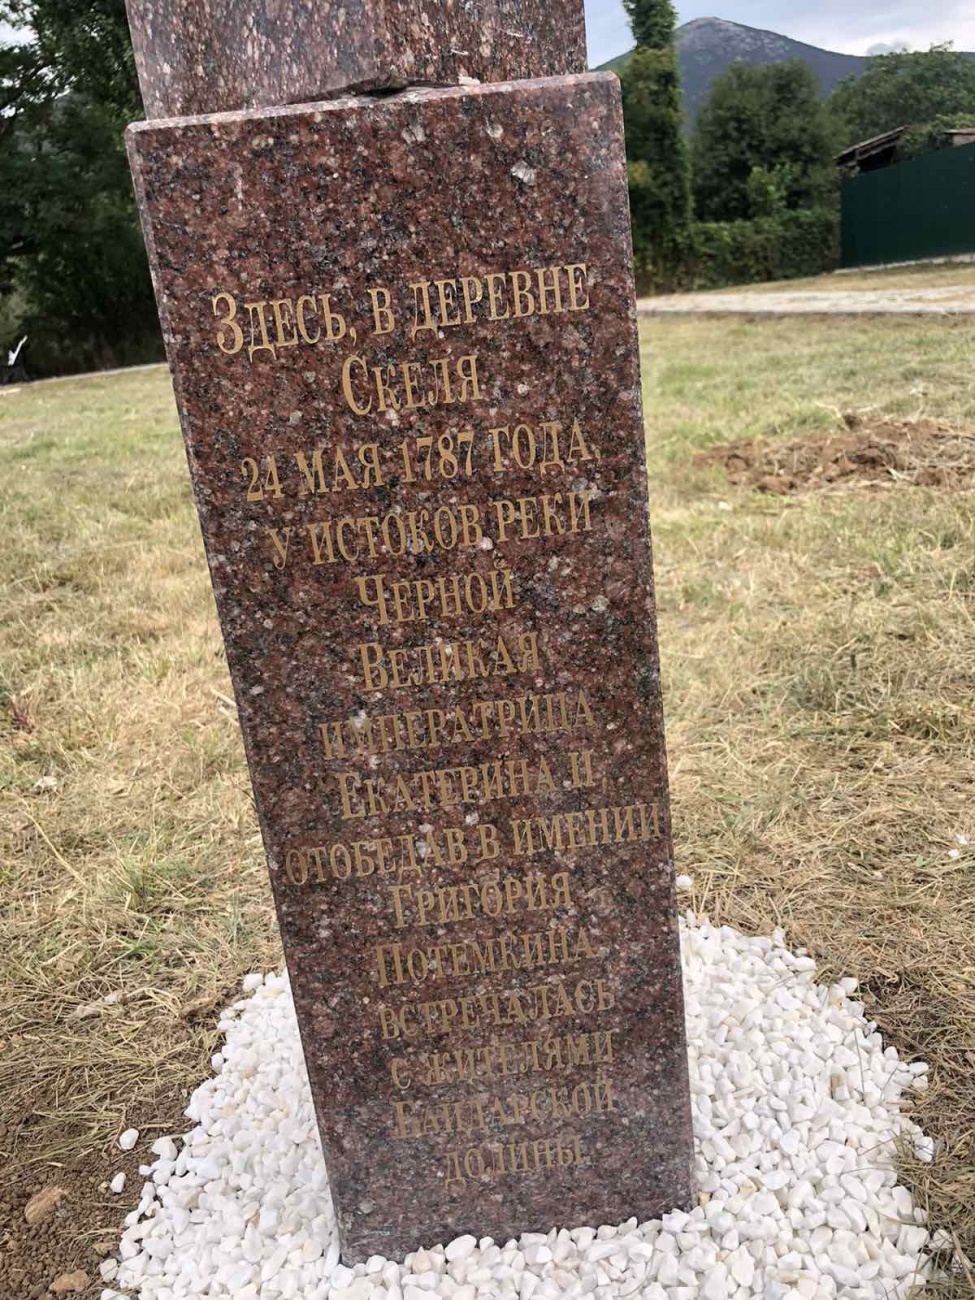 Здесь, в деревне
Скеля
24 мая 1787 года,
у истоков реки
Черной
Великая
императрица
Екатерина II,
отобедав в имении
Григория
Потемкина
встречалась
с жителями
Байдарской
долины.